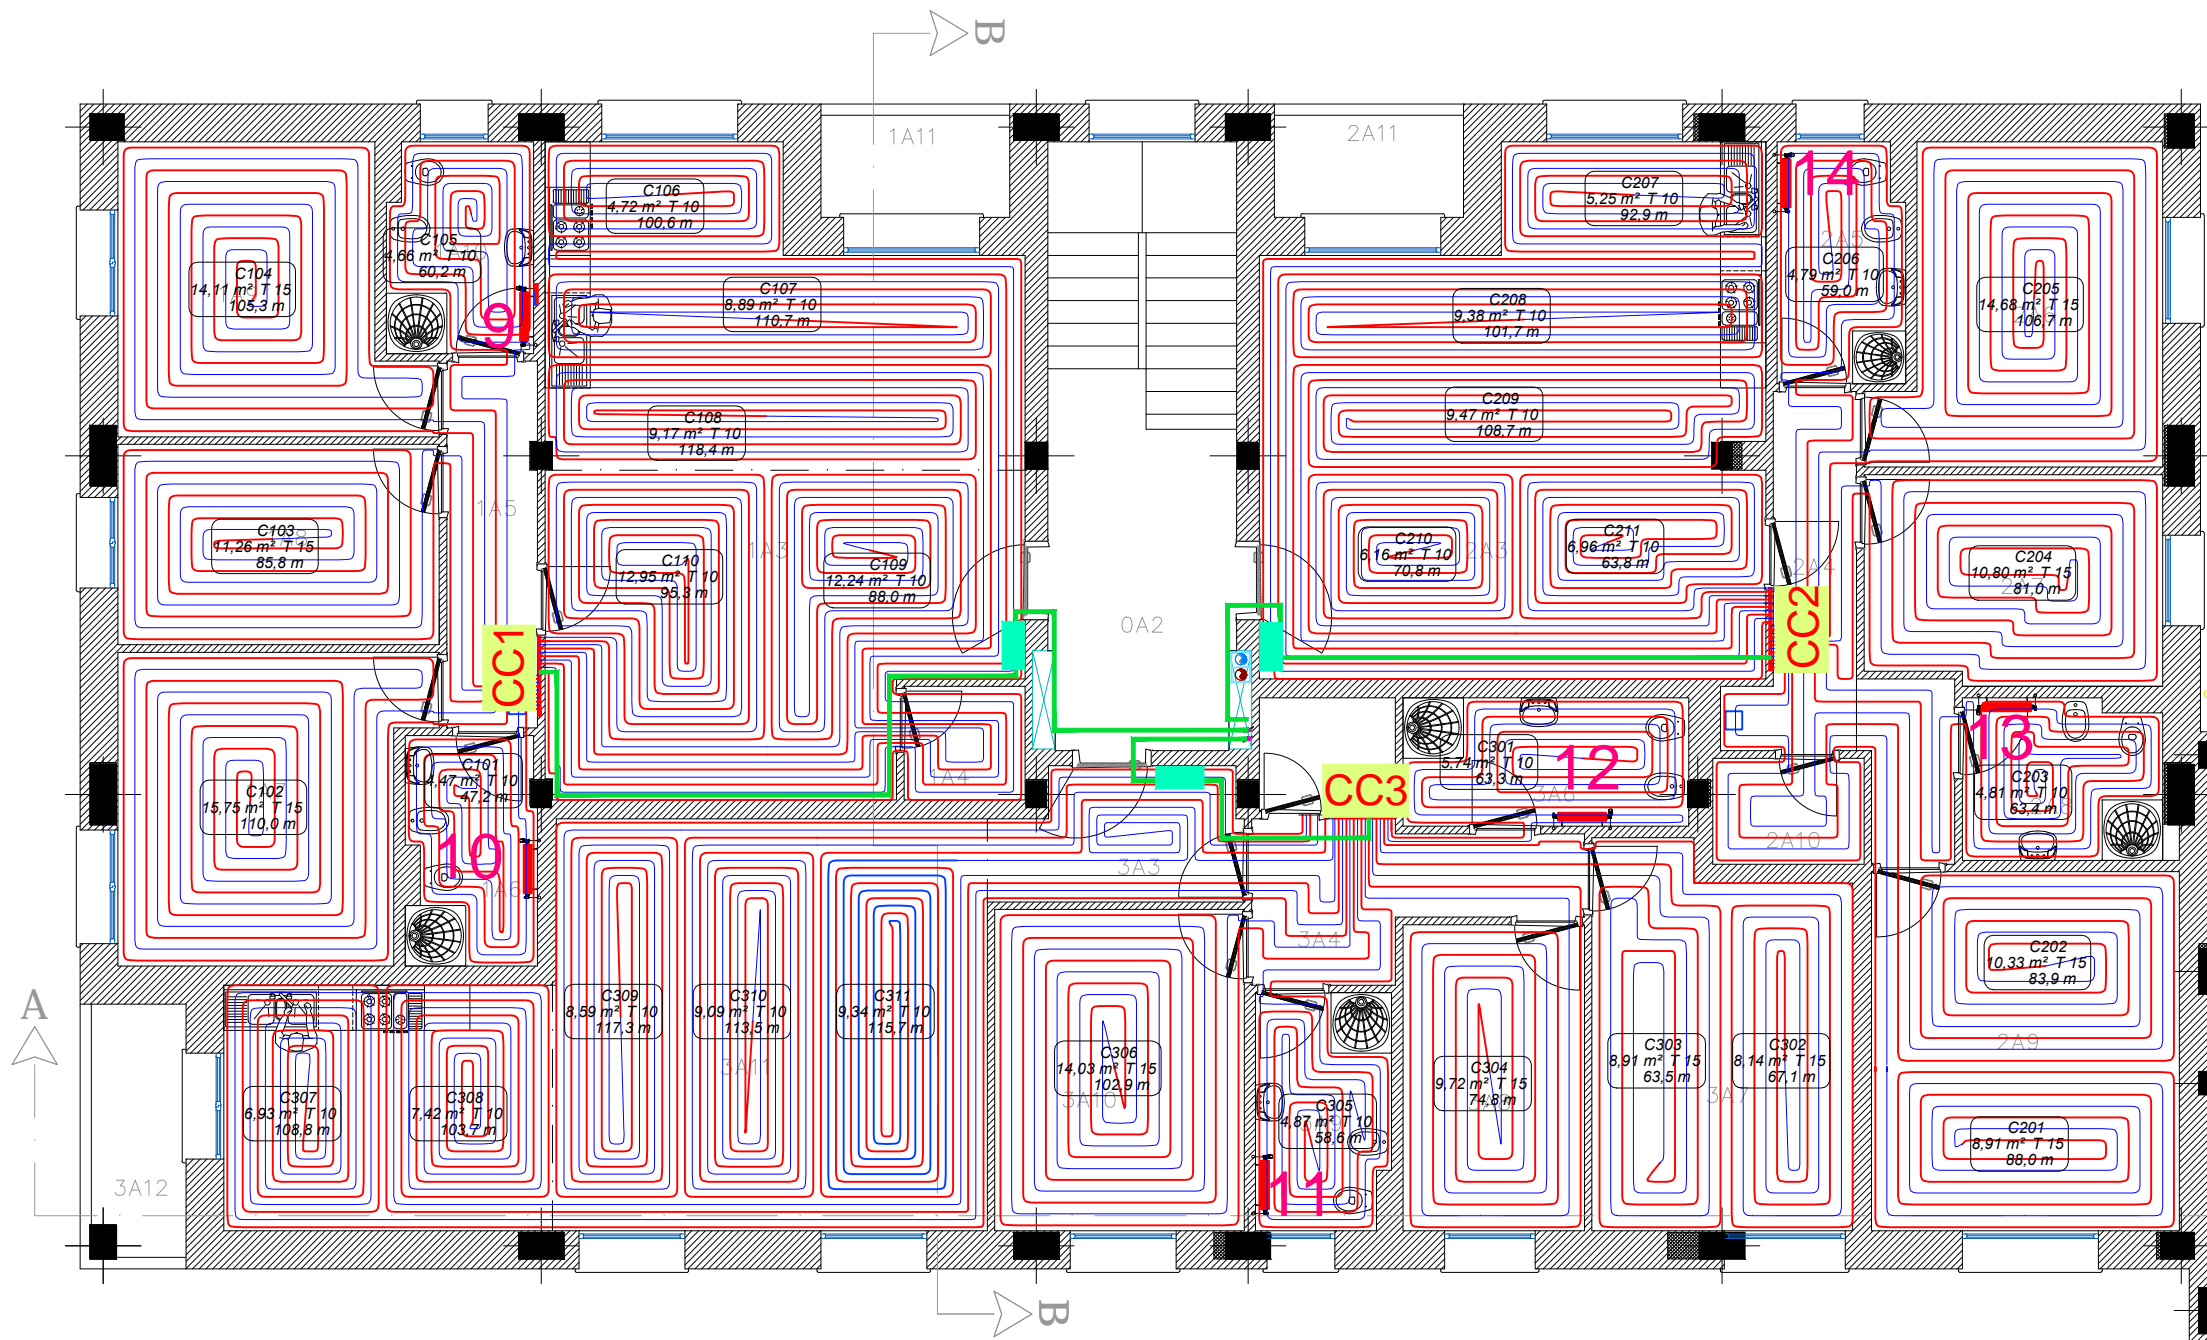 B
1A11
2A11
C106
4,72 m² T 10
100,6 m
C207
5,25 m² T 10
92,9 m
14
C105
4,66 m² T 10
60,2 m
2A5
C206
4,79 m² T 10
59,0 m
C104
14,11 m² T 15
105,3 m
C107
8,89 m² T 10
110,7 m
C208
9,38 m² T 10
101,7 m
C205
14,68 m² T 15
106,7 m
9
C108
9,17 m² T 10
118,4 m
C209
9,47 m² T 10
108,7 m
1A5
C103
11,26 m² T 15
85,8 m
C110
12,95 m² T 10
95,3 m
1A3
C109
12,24 m² T 10
88,0 m
C210
6,16 m² T 10
70,8 m
2A3
C211
6,96 m² T 10
63,8 m
2A4
C204
10,80 m² T 15
81,0 m
0A2
CC1
CC2
C102
15,75 m² T 15
110,0 m
C101
4,47 m² T 10
47,2 m
1A4
CC3
C301
5,74 m² T 10
63,3 m
12
3A6
13
C203
4,81 m² T 10
63,4 m
2A10
10
1A6
3A3
3A4
C202
10,33 m² T 15
83,9 m
2A9
A
C309
8,59 m² T 10
117,3 m
C310
9,09 m² T 10
113,5 m
C311
9,34 m² T 10
115,7 m
3A11
C306
14,03 m² T 15
102,9 m
3A10
C304
9,72 m² T 15
74,8 m
C303
8,91 m² T 15
63,5 m
C302
8,14 m² T 15
67,1 m
3A7
C307
6,93 m² T 10
108,8 m
C308
7,42 m² T 10
103,7 m
C305
4,87 m² T 10
58,6 m
C201
8,91 m² T 15
88,0 m
3A12
11
B